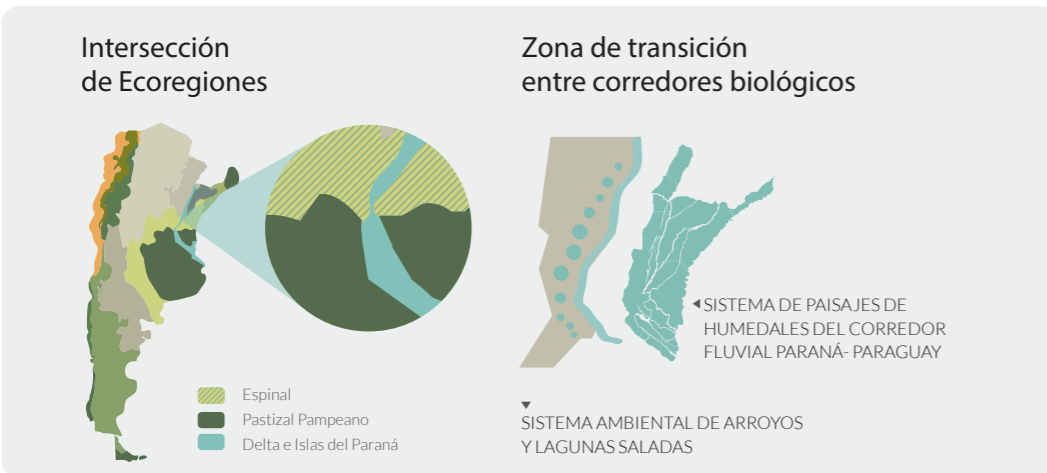 Intersección
de Ecoregiones
Zona de transición
entre corredores biológicos
Espinal
Pastizal Pampeano
Delta e Islas del Paraná
SISTEMA DE PAISAJES DE
HUMEDALES DEL CORREDOR
FLUVIAL PARANÁ- PARAGUAY
SISTEMA AMBIENTAL DE ARROYOS
Y LAGUNAS SALADAS